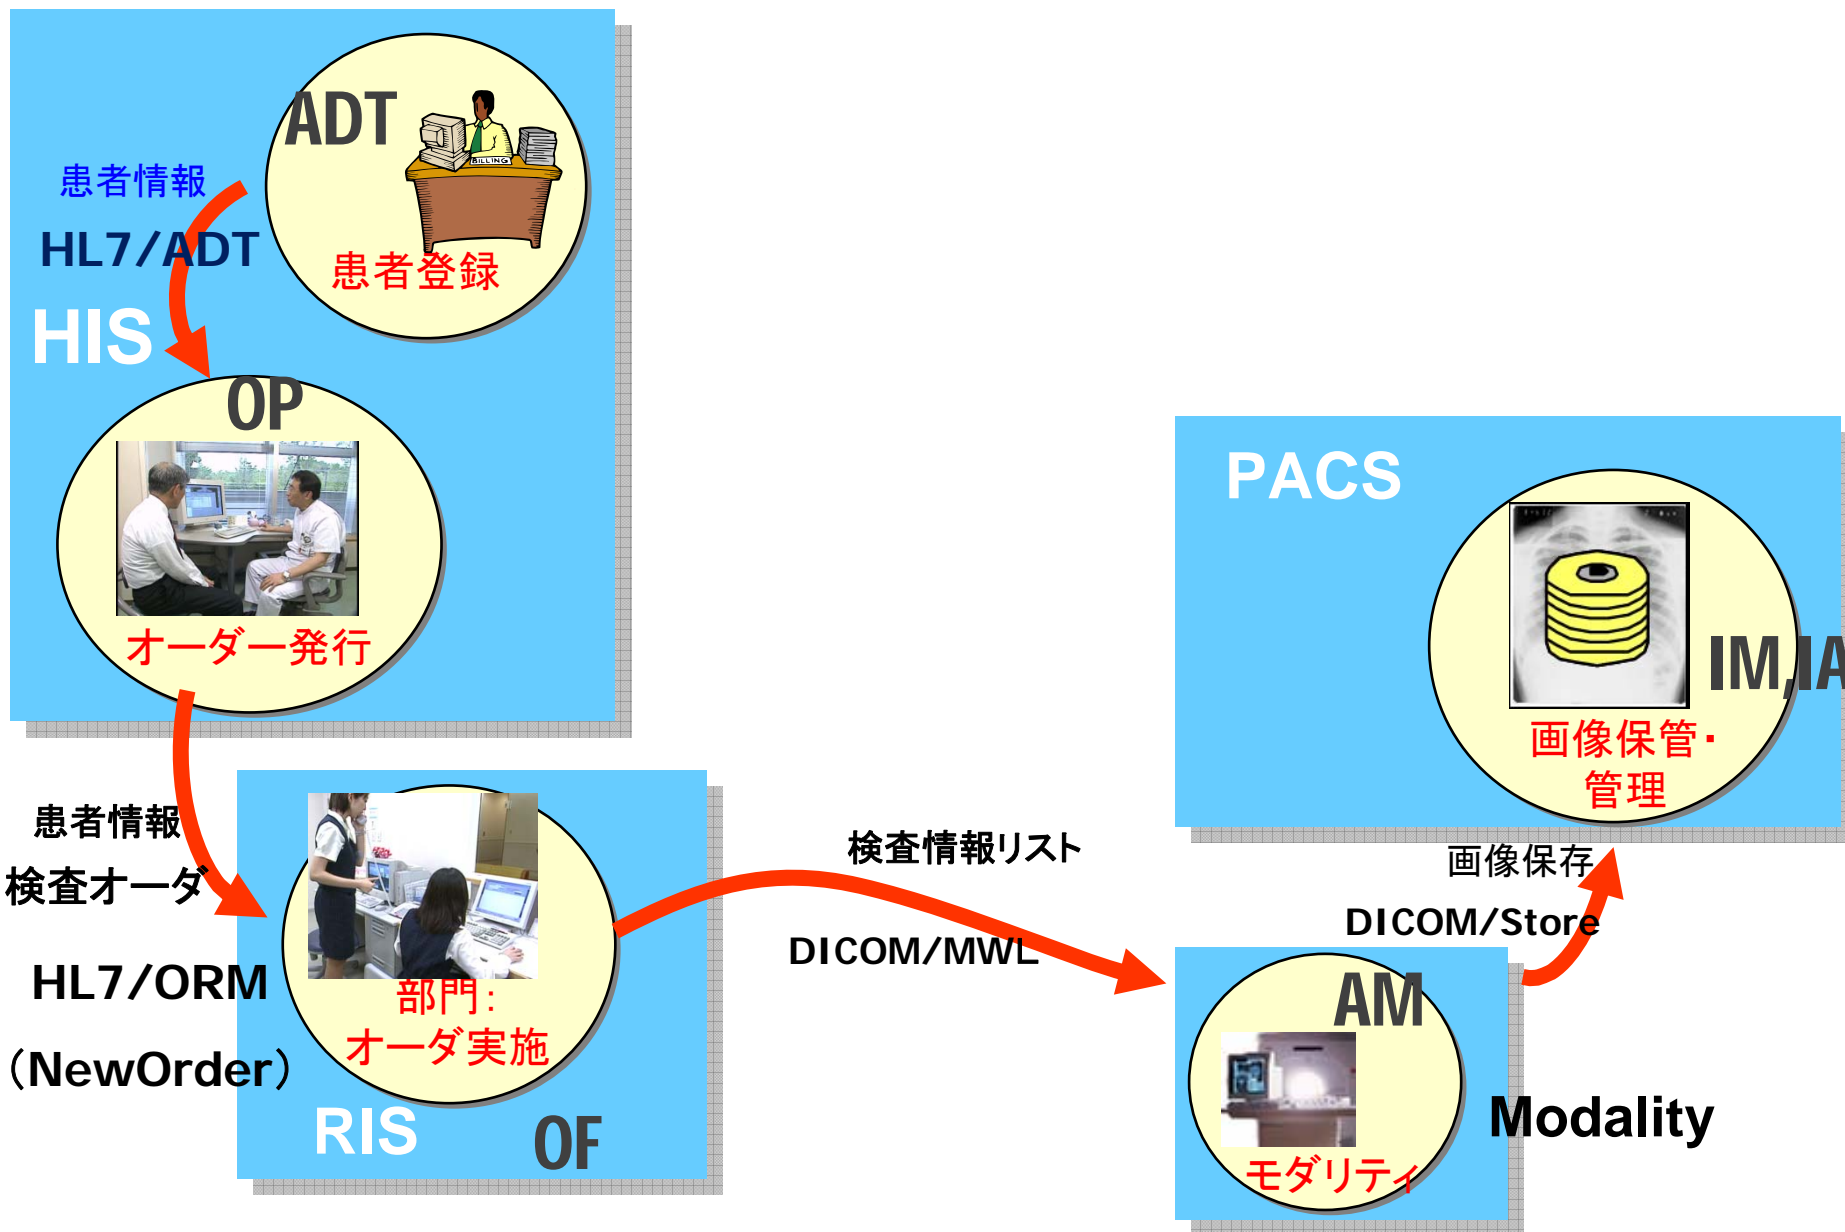 ADT
BILLING
患者情報
HL7/ADT
患者登録
HIS
OP
オーダー発行
患者情報
検査オーダ
HL7/ORM
（NewOrder）
部門：
オーダ実施
RIS
OF
検査情報リスト
DICOM/MWL
PACS
IM,IA
画像保管・
管理
画像保存
DICOM/Store
AM
モダリティ
Modality